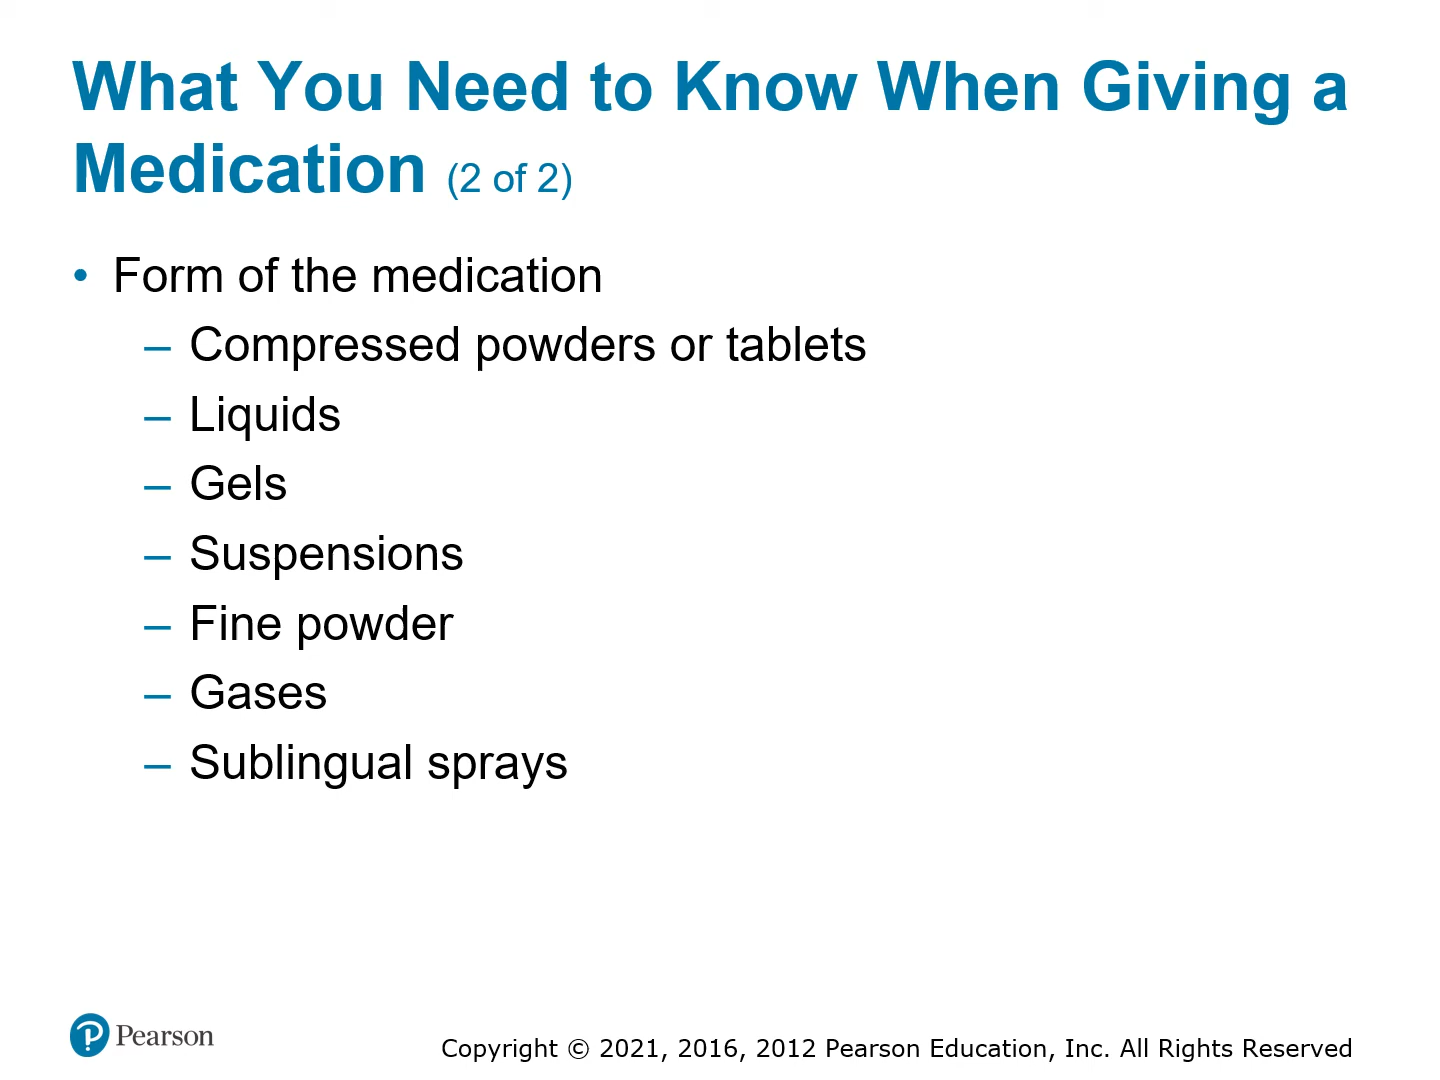 What You Need to Know When Giving a
Medication (2 of 2)
• Form of the medication
– Compressed powders or tablets
– Liquids
– Gels
– Suspensions
– Fine powder
– Gases
– Sublingual sprays
Pearson
Copyright © 2021, 2016, 2012 Pearson Education, Inc. All Rights Reserved